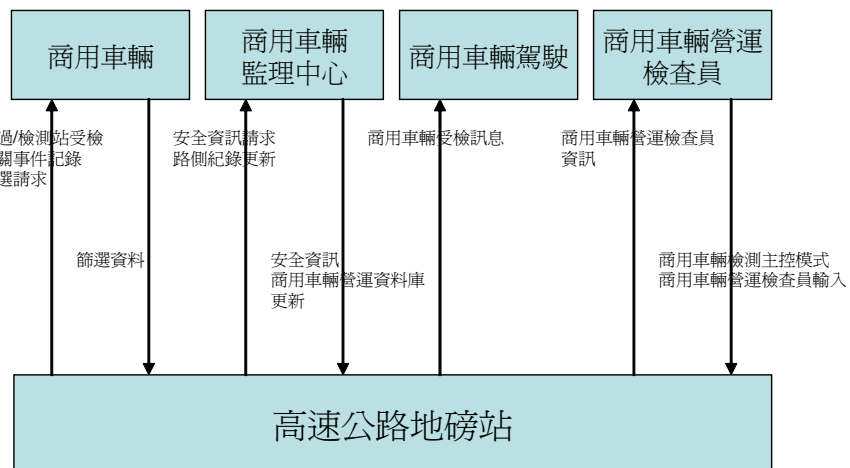 商用車輛
商用車輛
監理中心
商用車輛駕駛
商用車輛營運
檢查員
過/檢測站受檢
關事件記錄
選請求
安全資訊請求
路側紀錄更新
商用車輛受檢訊息
商用車輛營運檢查員
資訊
篩選資料
安全資訊
商用車輛營運資料庫
更新
商用車輛檢測主控模式
商用車輛營運檢查員輸入
高速公路地磅站